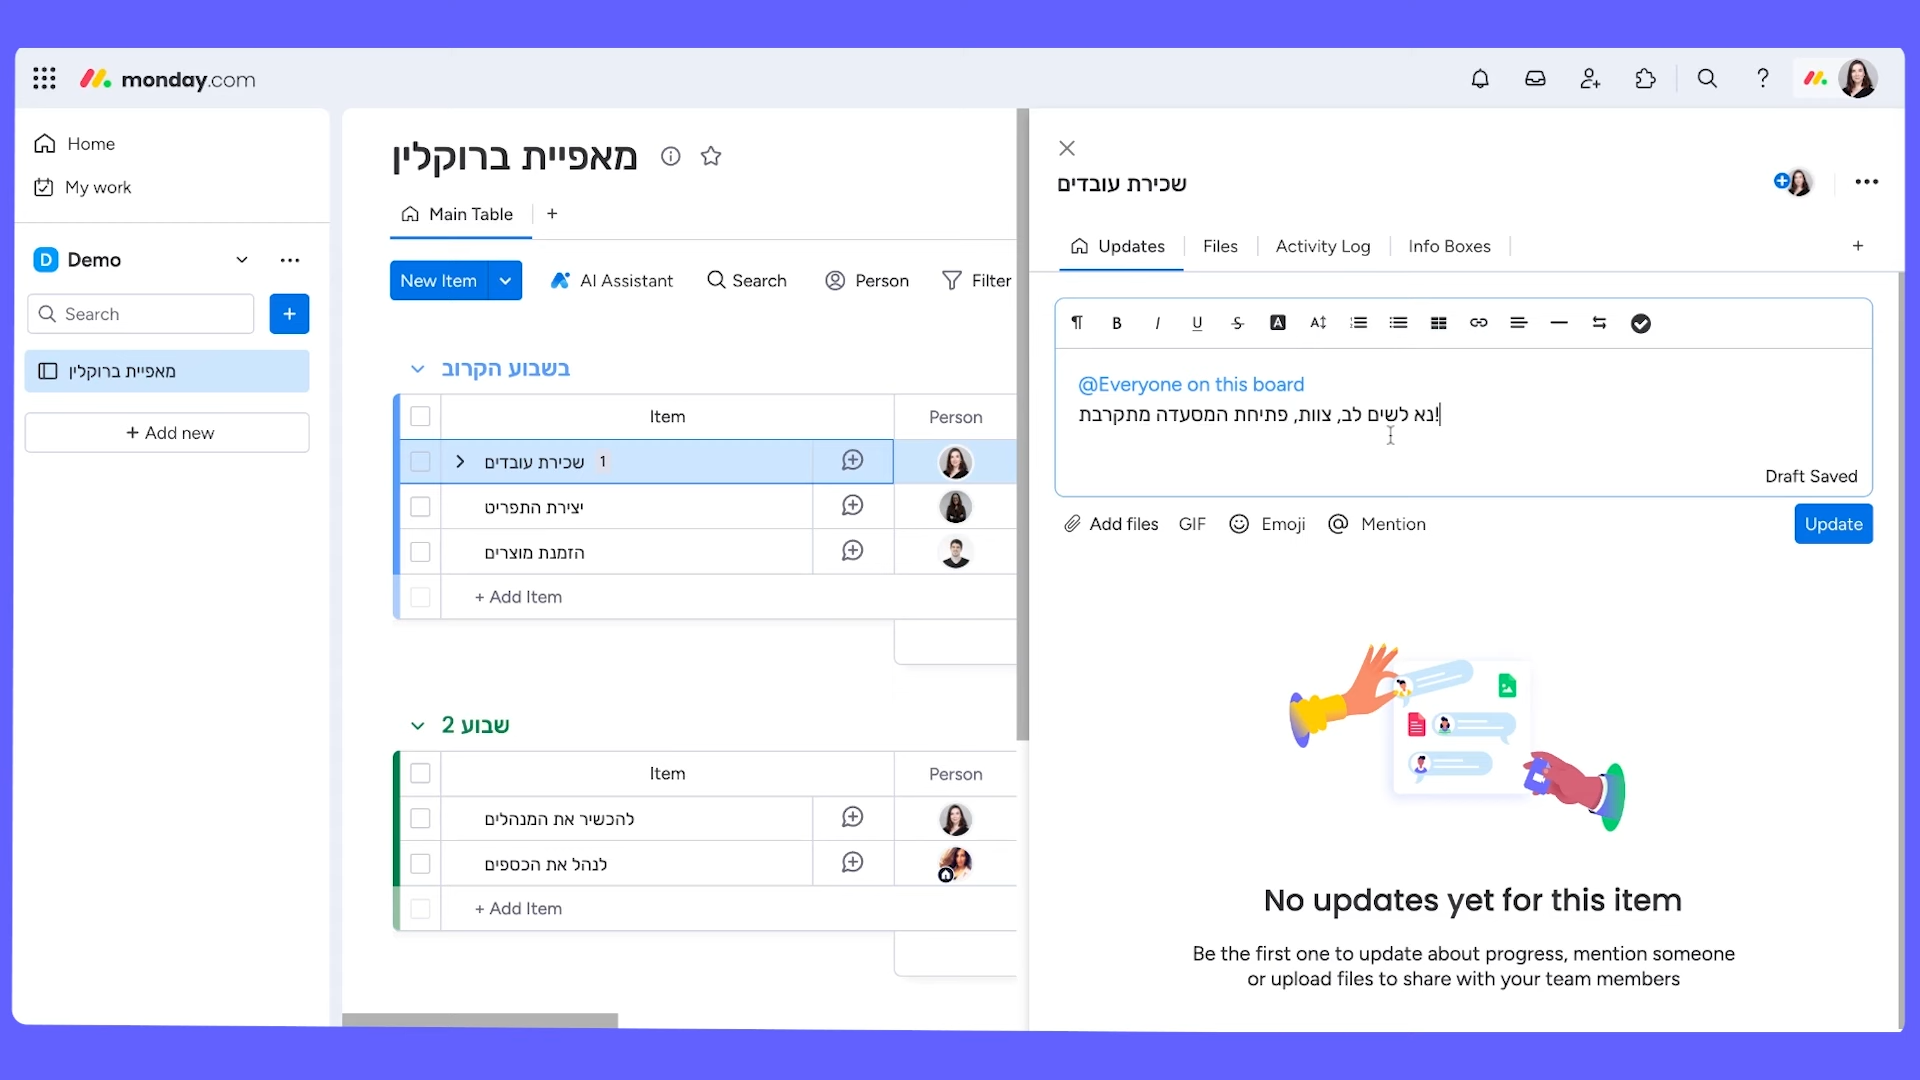 monday.com
Home
My work
D Demo
Search
מאפיית ברוקלין
+ Add new
מאפיית ברוקלין
Main Table
New Item
AI Assistant
Search
Person
Filter
בשבוע הקרוב
Item
Person
שכירת עובדים 1
יצירת התפריט
הזמנת מוצרים
+ Add Item
שבוע 2
Item
Person
להכשיר את המנהלים
לנהל את הכספים
+ Add Item
שכירת עובדים
Updates
Files
Activity Log
Info Boxes
@Everyone on this board
נא לשים לב, צוות, פתיחת המסעדה מתקרבת!
Draft Saved
Add files
GIF
Emoji
Mention
Update
No updates yet for this item
Be the first one to update about progress, mention someone
or upload files to share with your team members